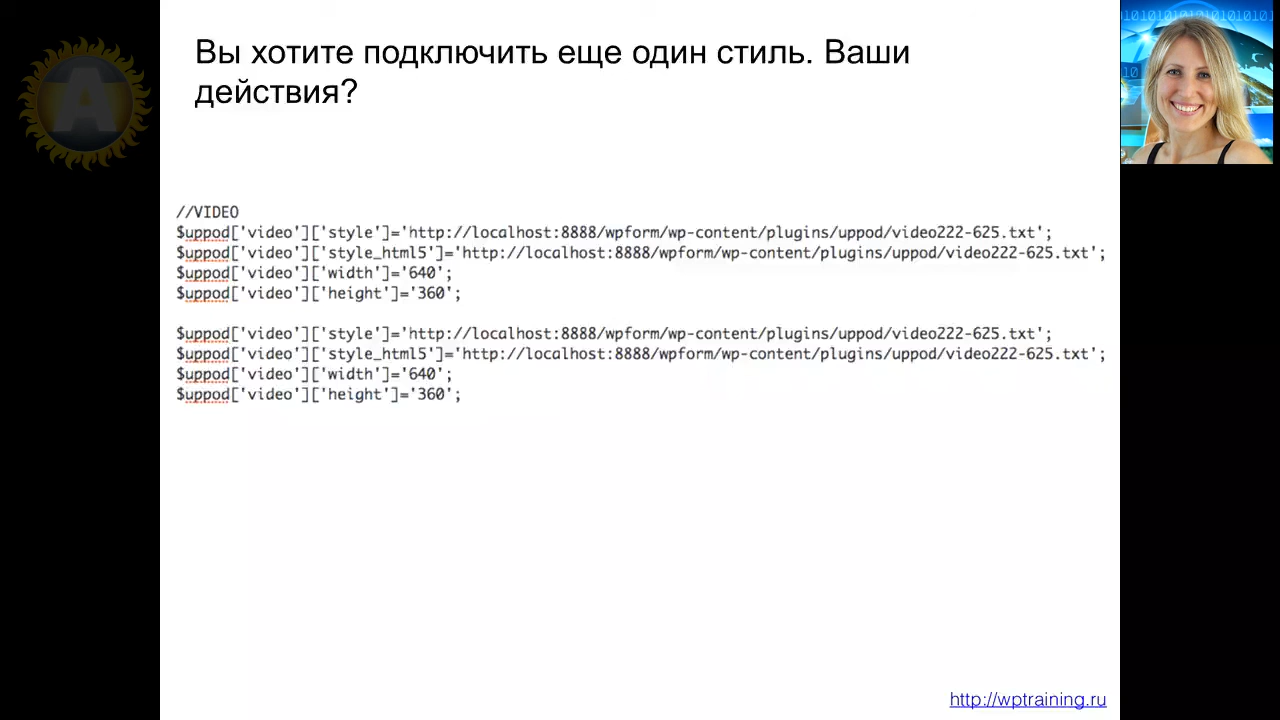 Вы хотите подключить еще один стиль. Ваши
действия?
//VIDEO
$uppod['video']['style']='http://localhost:8888/wpform/wp-content/plugins/uppod/video222-625.txt';
$uppod['video']['style_html5']='http://localhost:8888/wpform/wp-content/plugins/uppod/video222-625.txt';
$uppod['video']['width']='640';
$uppod['video']['height']='360';
$uppod['video']['style']='http://localhost:8888/wpform/wp-content/plugins/uppod/video222-625.txt';
$uppod['video']['style_html5']='http://localhost:8888/wpform/wp-content/plugins/uppod/video222-625.txt';
$uppod['video']['width']='640';
$uppod['video']['height']='360';
http://wptraining.ru
A